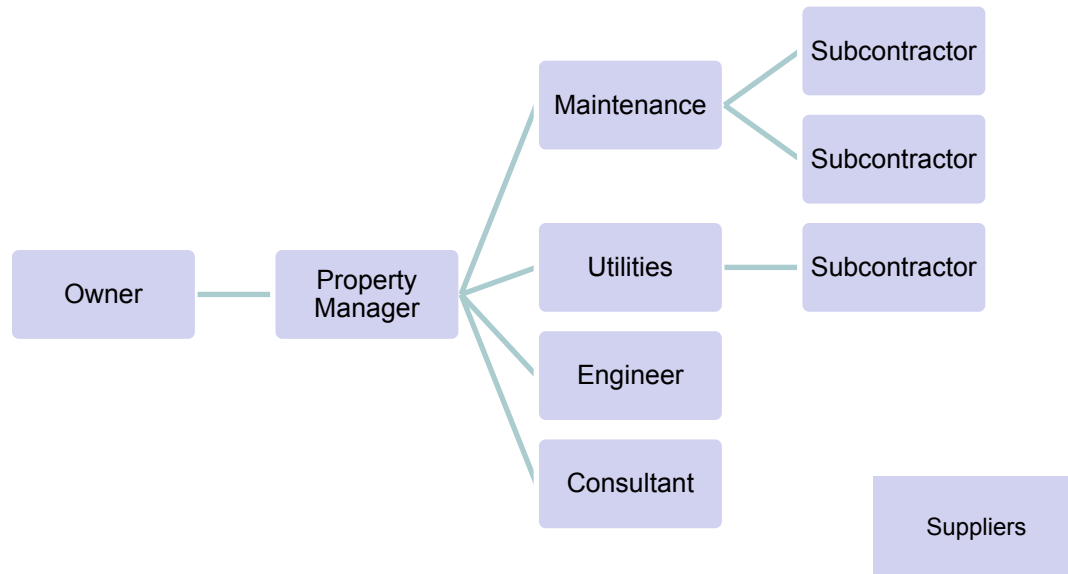 Owner
Property
Manager
Maintenance
Utilities
Engineer
Consultant
Subcontractor
Subcontractor
Subcontractor
Suppliers